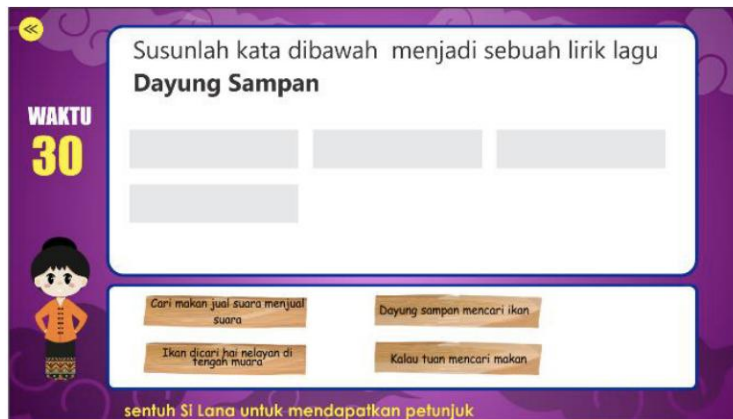 «
Susunlah kata dibawah menjadi sebuah lirik lagu
Dayung Sampan
WAKTU
30
Cari makan jual suara menjual
suara
Dayung sampan mencari ikan
Ikan dicari hai nelayan di
tengah muara
Kalau tuan mencari makan
sentuh Si Lana untuk mendapatkan petunjuk